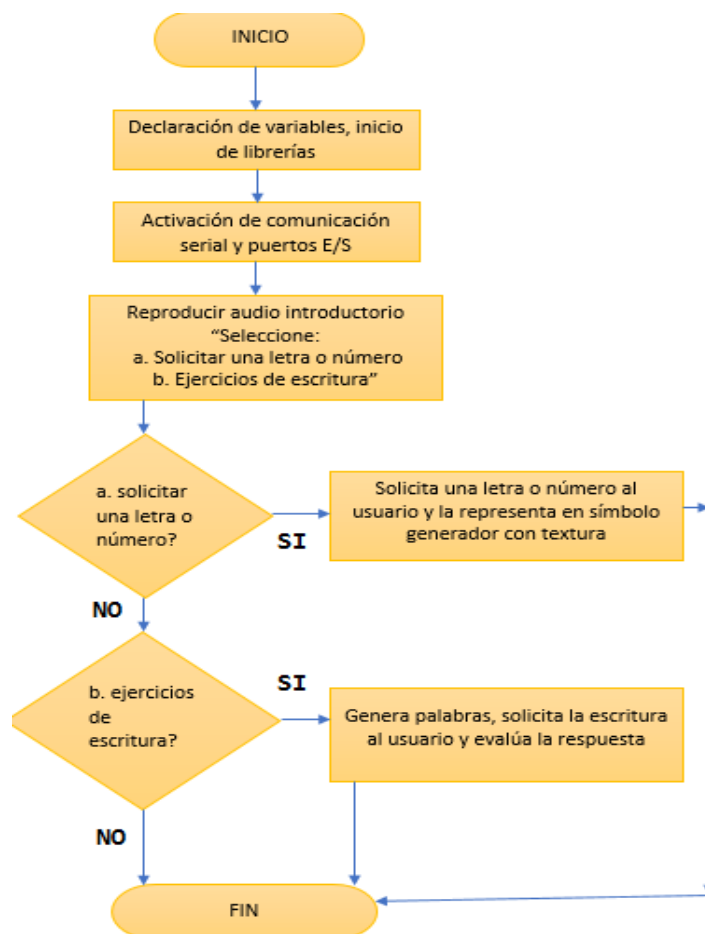 INICIO
Declaración de variables, inicio
de librerías
Activación de comunicación
serial y puertos E/S
Reproducir audio introductorio
“Seleccione:
a. Solicitar una letra o número
b. Ejercicios de escritura”
a. solicitar
una letra o
número?
SI
Solicita una letra o número al
usuario y la representa en símbolo
generador con textura
NO
b. ejercicios
de
escritura?
SI
Genera palabras, solicita la escritura
al usuario y evalúa la respuesta
NO
FIN